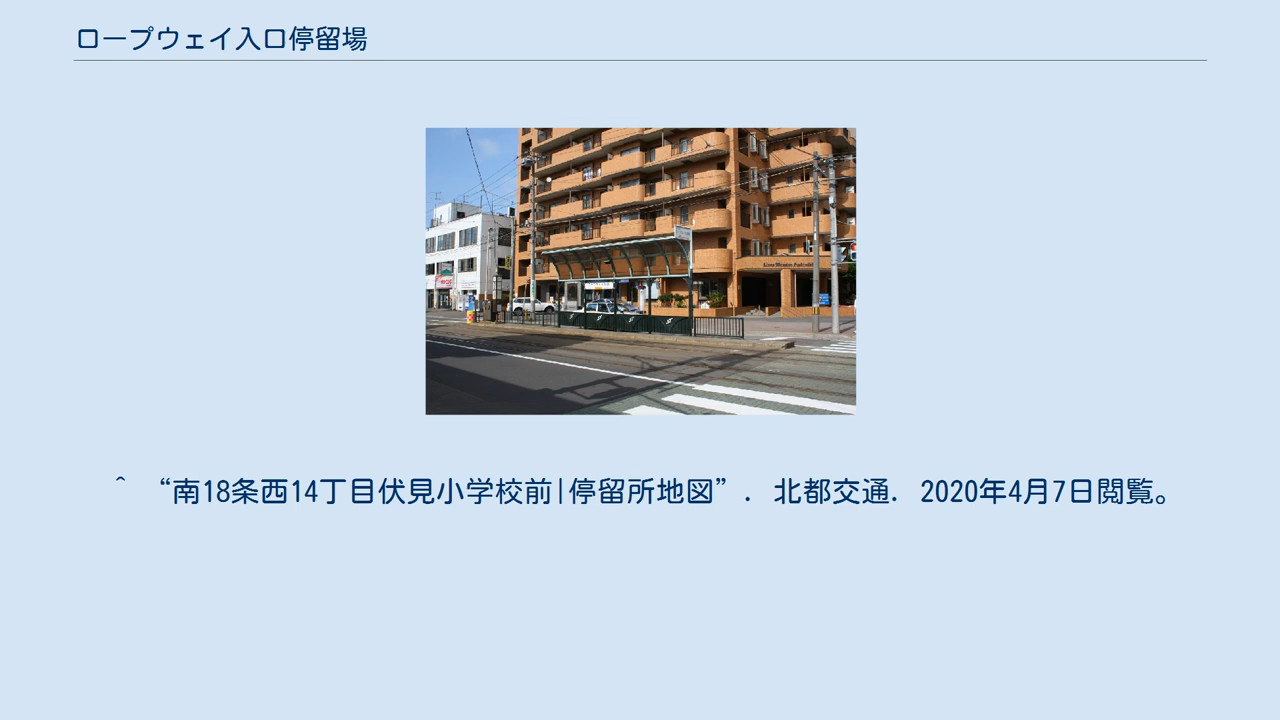 ロープウェイ入口停留場
^ “南18条西14丁目伏見小学校前|停留所地図”. 北都交通. 2020年4月7日閲覧。